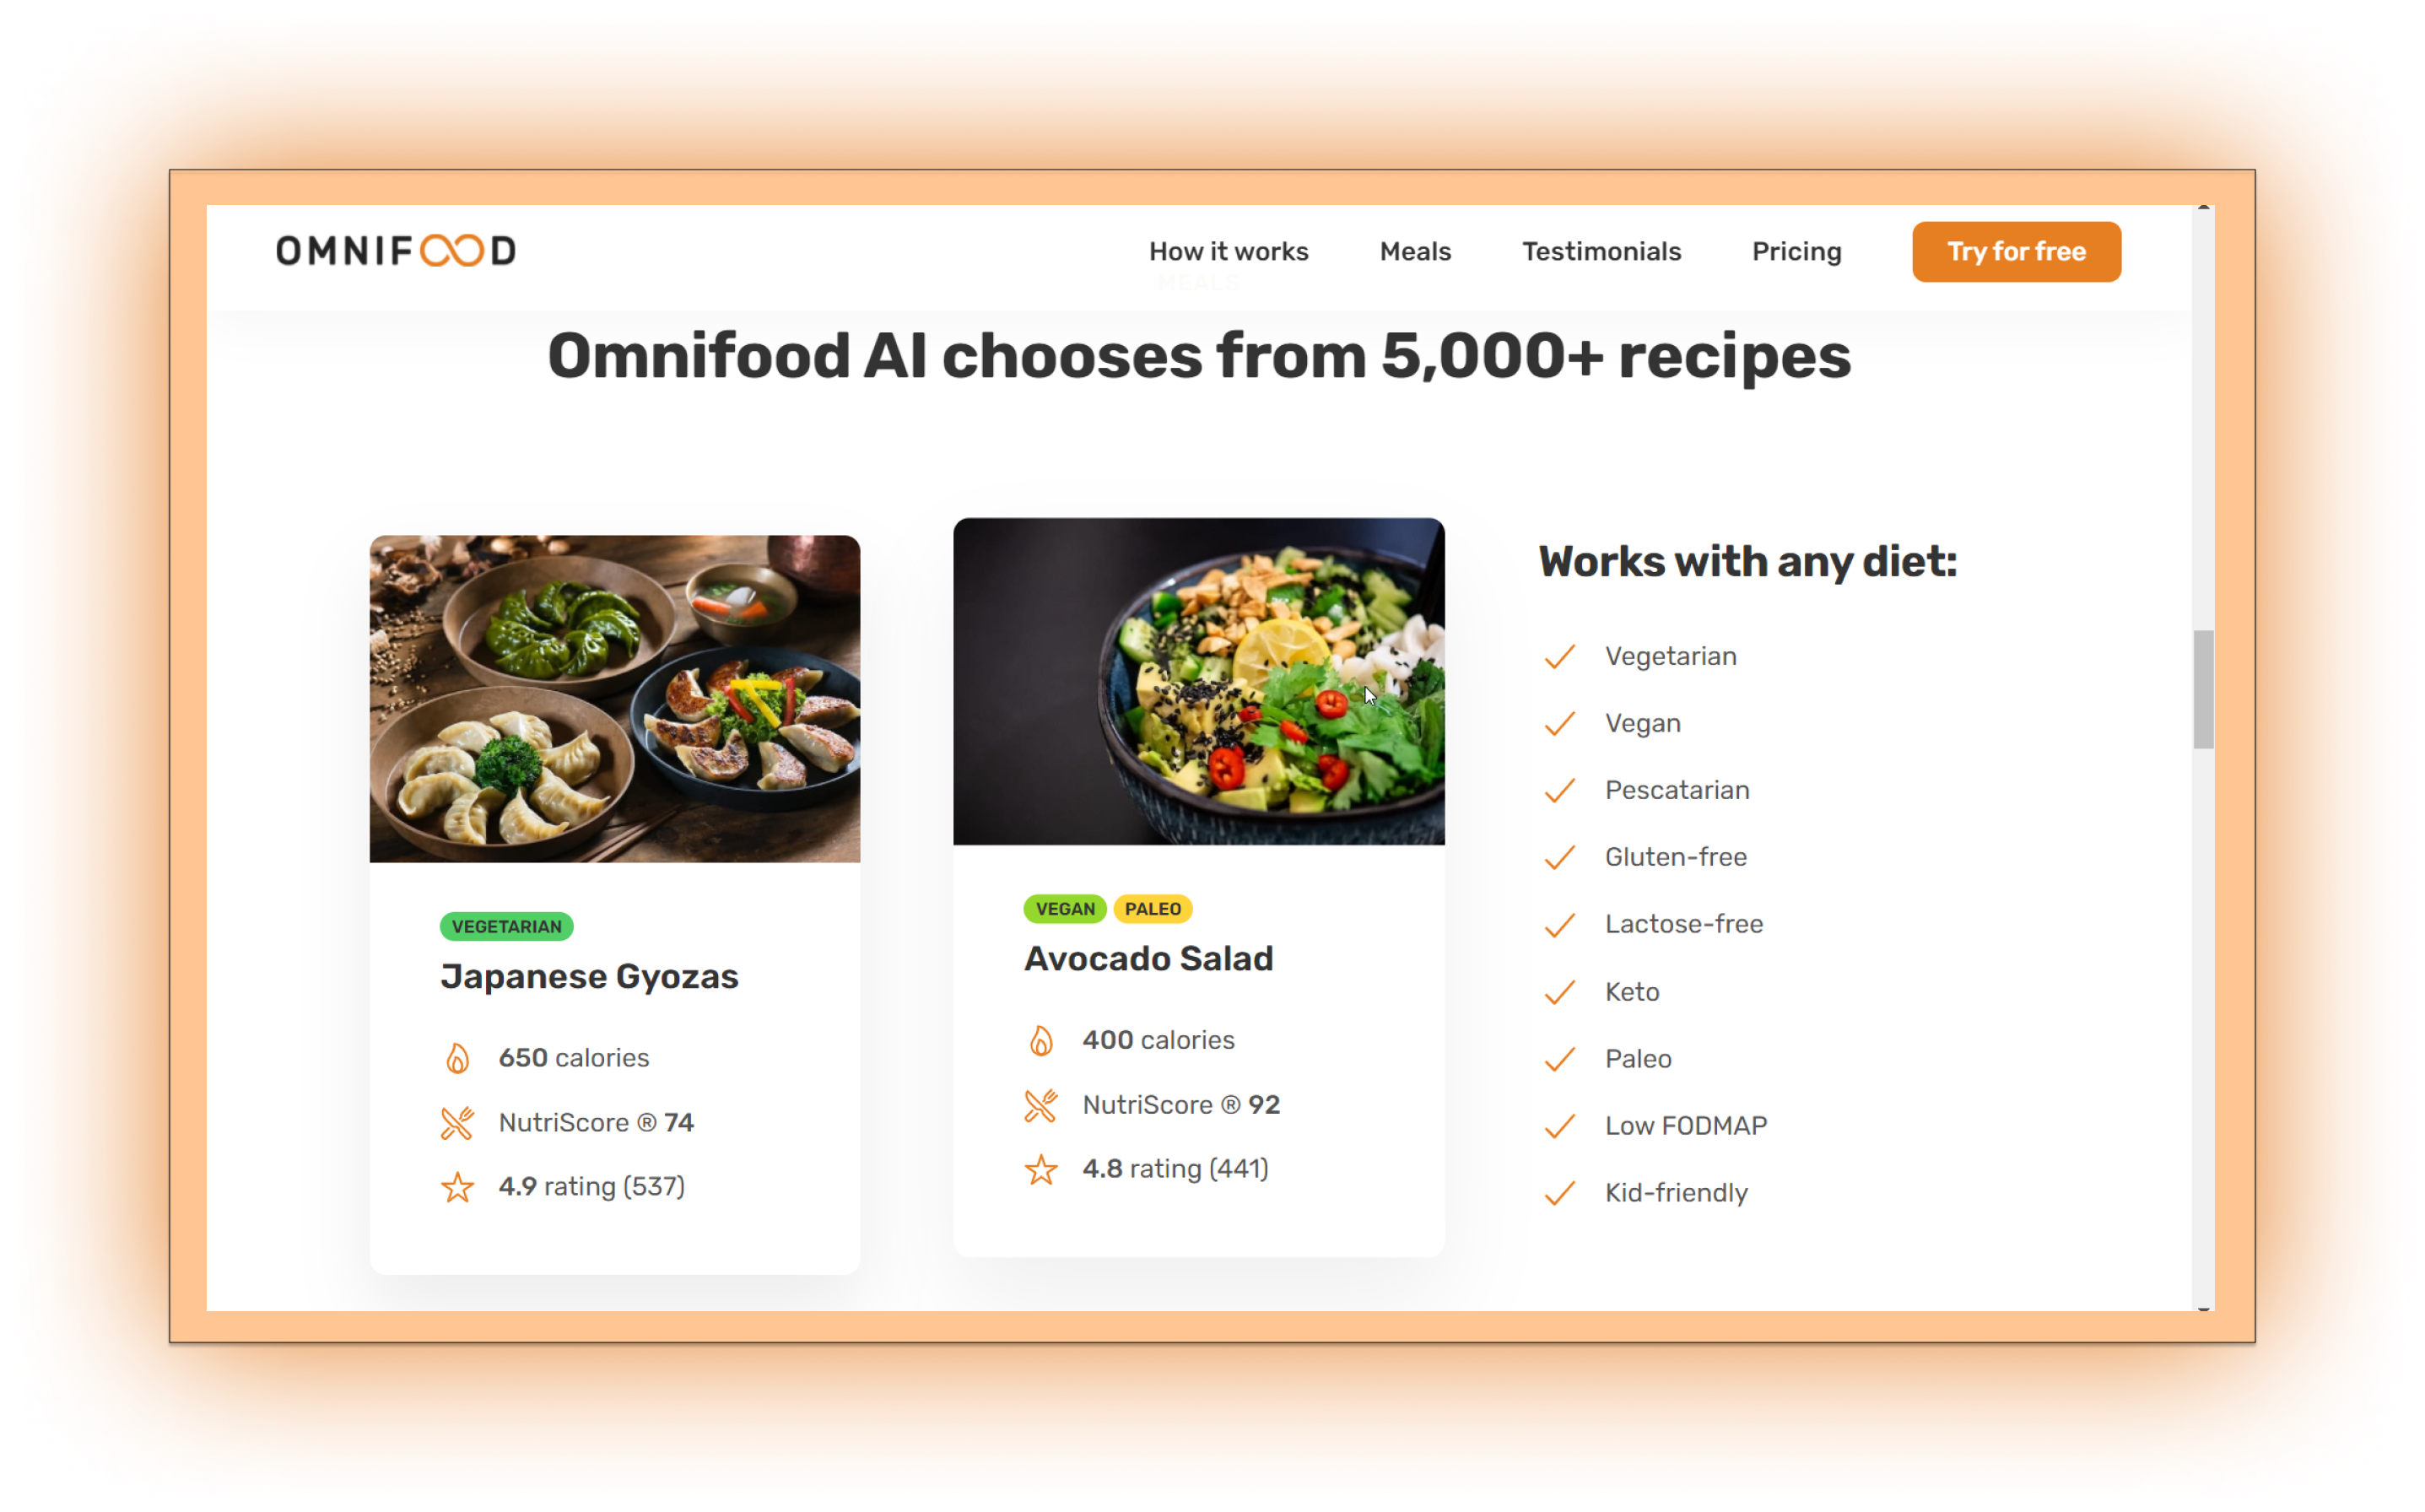 OMNIFOOD
How it works Meals Testimonials Pricing Try for free
MEALS
Omnifood AI chooses from 5,000+ recipes
VEGETARIAN
Japanese Gyozas
650 calories
NutriScore ® 74
4.9 rating (537)
VEGAN PALEO
Avocado Salad
400 calories
NutriScore ® 92
4.8 rating (441)
Works with any diet:
Vegetarian
Vegan
Pescatarian
Gluten-free
Lactose-free
Keto
Paleo
Low FODMAP
Kid-friendly